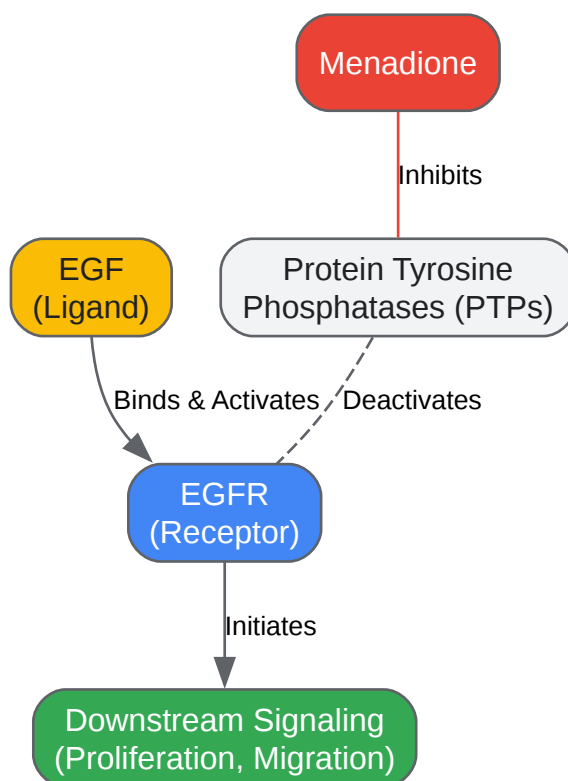 Menadione
Inhibits
EGF
(Ligand)
Protein Tyrosine
Phosphatases (PTPs)
Binds & Activates
Deactivates
EGFR
(Receptor)
Initiates
Downstream Signaling
(Proliferation, Migration)